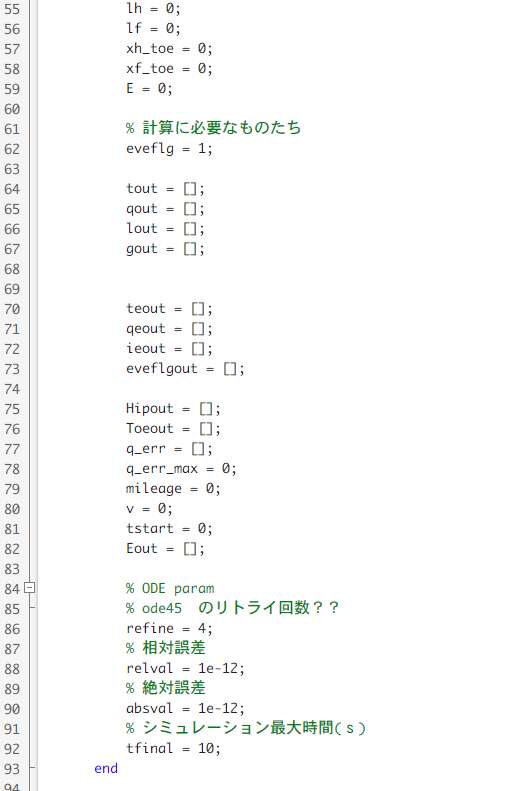 55 lh = 0;
56 lf = 0;
57 xh_toe = 0;
58 xf_toe = 0;
59 E = 0;
60
61 % 計算に必要なものたち
62 eveflg = 1;
63
64 tout = [];
65 qout = [];
66 lout = [];
67 gout = [];
68
69
70 teout = [];
71 qeout = [];
72 ieout = [];
73 eveflgout = [];
74
75 Hipout = [];
76 Toeout = [];
77 q_err = [];
78 q_err_max = 0;
79 mileage = 0;
80 v = 0;
81 tstart = 0;
82 Eout = [];
83
84 % ODE param
85 % ode45　のリトライ回数？？
86 refine = 4;
87 % 相対誤差
88 relval = 1e-12;
89 % 絶対誤差
90 absval = 1e-12;
91 % シミュレーション最大時間(ｓ)
92 tfinal = 10;
93 end
94